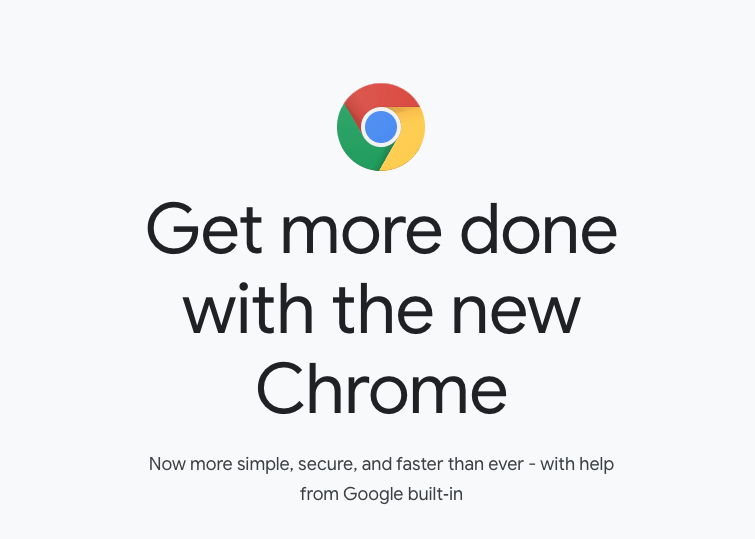 Get more done
with the new
Chrome
Now more simple, secure, and faster than ever - with help
from Google built-in